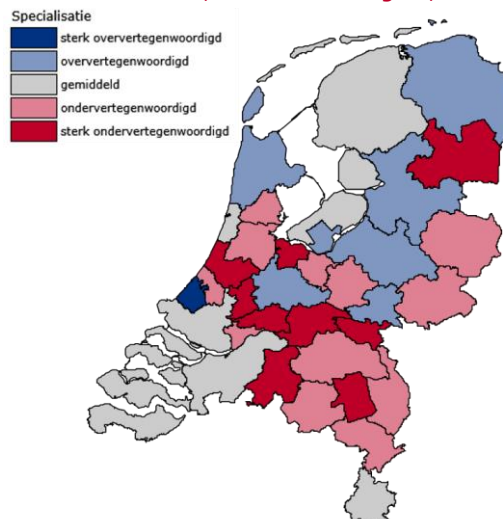 Specialisatie
sterk oververtegenwoordigd
oververtegenwoordigd
gemiddeld
ondervertegenwoordigd
sterk ondervertegenwoordigd